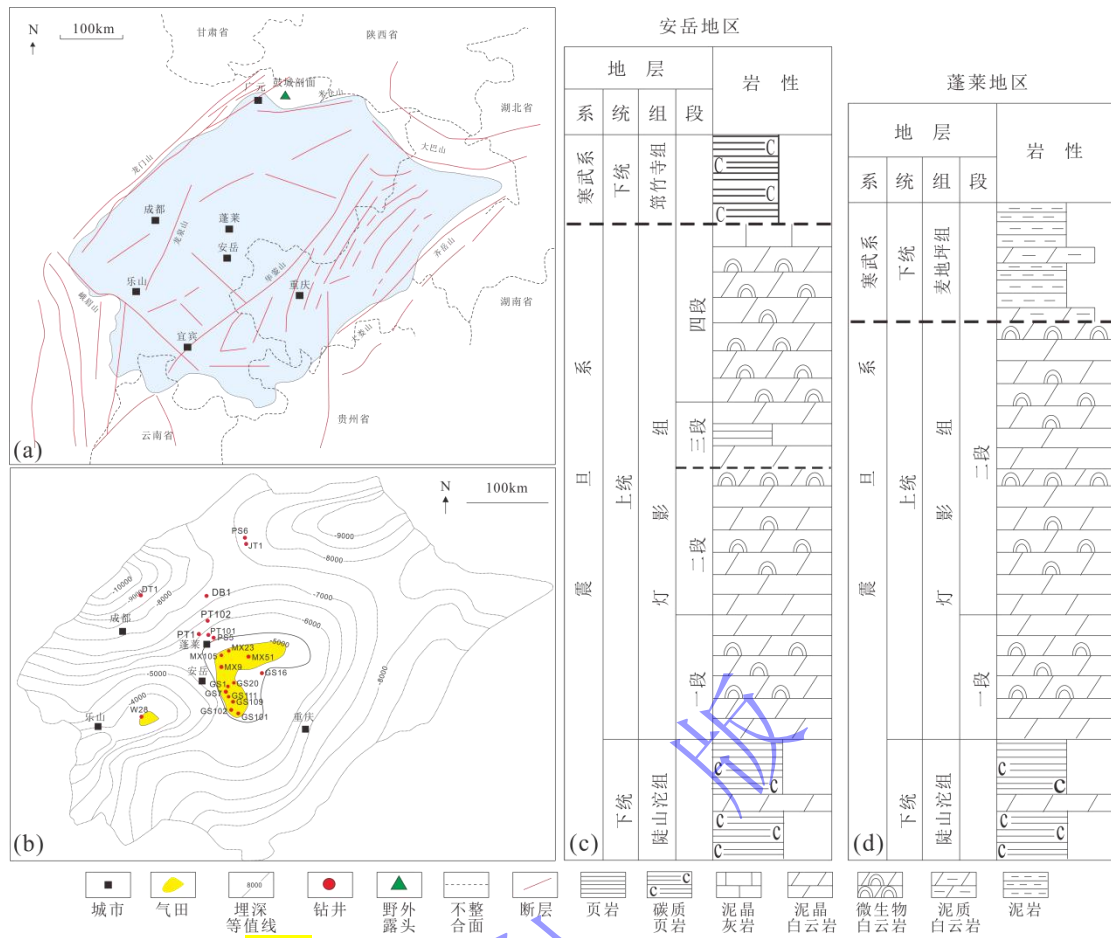 N
100km
甘肃省
陕西省
鼓城剖面
广元
米仓山
湖北省
大巴山
龙门山
成都
蓬莱
龙泉山
安岳
齐岳山
华蓥山
乐山
重庆
湖南省
峨眉山
大娄山
宜宾
贵州省
云南省
(a)
N
100km
PS6
JT1
-9000
-8000
-10000
-9000
DT1
-8000
DB1
-7000
成都
PT102
-6000
PT1
PT101
PS5
蓬莱
-5000
MX23
MX105
MX51
-8000
MX9
安岳
GS16
-5000
GS1
GS20
GS7
GS111
-4000
GS109
W28
GS102
GS101
乐山
重庆
(b)
安岳地区
地 层
岩 性
系
统
组
段
寒武系
下统
筇竹寺组
C
C
C
C
震旦系
上统
灯影组
四段
三段
二段
一段
下统
陡山沱组
C
C
C
C
C
(c)
蓬莱地区
地 层
岩 性
系
统
组
段
寒武系
下统
麦地坪组
震旦系
上统
灯影组
二段
一段
下统
陡山沱组
C
C
C
C
C
(d)
版
8000
C
C
城市
气田
埋深等值线
钻井
野外露头
不整合面
断层
页岩
碳质页岩
泥晶灰岩
泥晶白云岩
微生物白云岩
泥质白云岩
泥岩